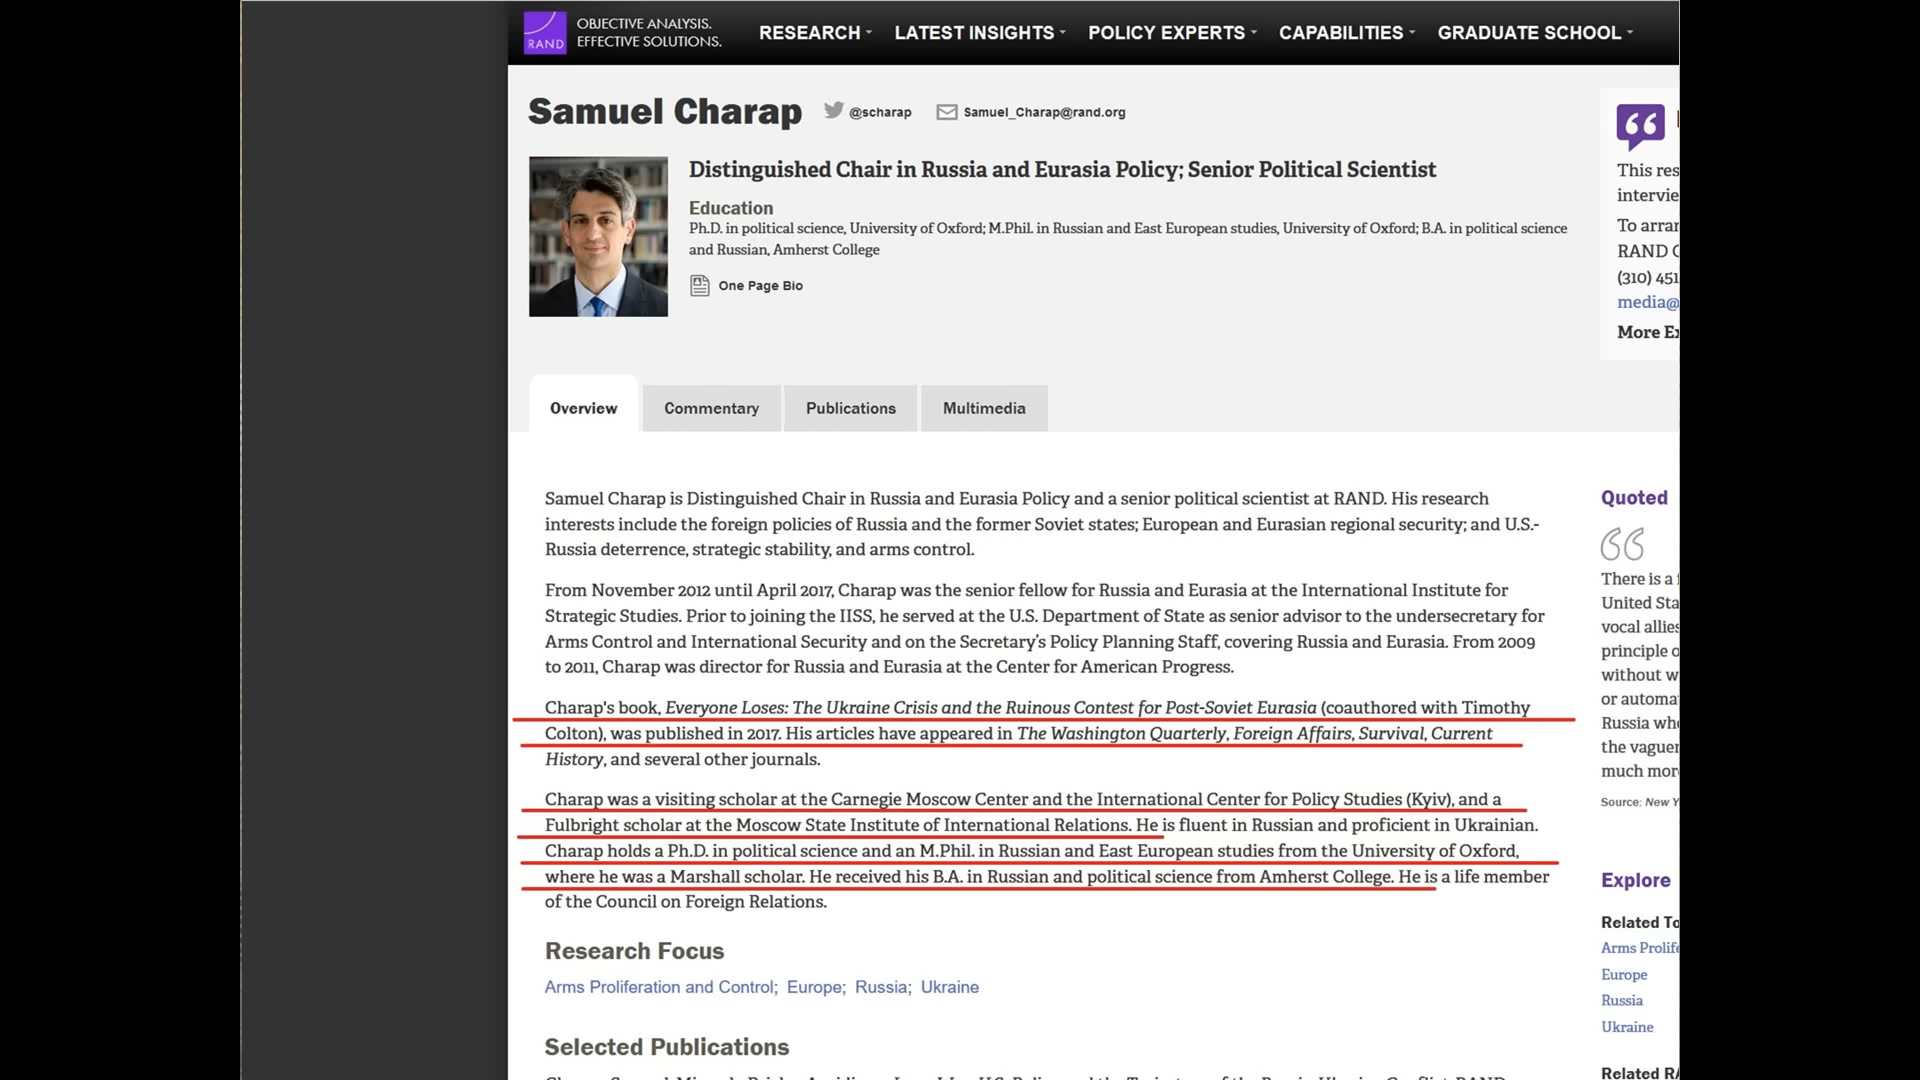 RAND
OBJECTIVE ANALYSIS.
EFFECTIVE SOLUTIONS.
RESEARCH
LATEST INSIGHTS
POLICY EXPERTS
CAPABILITIES
GRADUATE SCHOOL
Samuel Charap
@scharap
Samuel_Charap@rand.org
Distinguished Chair in Russia and Eurasia Policy; Senior Political Scientist
Education
Ph.D. in political science, University of Oxford; M.Phil. in Russian and East European studies, University of Oxford; B.A. in political science
and Russian, Amherst College
One Page Bio
This res
intervie
To arrar
RAND
(310) 451
media@
More
Overview
Commentary
Publications
Multimedia
Samuel Charap is Distinguished Chair in Russia and Eurasia Policy and a senior political scientist at RAND. His research
interests include the foreign policies of Russia and the former Soviet states; European and Eurasian regional security; and U.S.-
Russia deterrence, strategic stability, and arms control.
From November 2012 until April 2017, Charap was the senior fellow for Russia and Eurasia at the International Institute for
Strategic Studies. Prior to joining the IISS, he served at the U.S. Department of State as senior advisor to the undersecretary for
Arms Control and International Security and on the Secretary's Policy Planning Staff, covering Russia and Eurasia. From 2009
to 2011, Charap was director for Russia and Eurasia at the Center for American Progress.
Charap's book, Everyone Loses: The Ukraine Crisis and the Ruinous Contest for Post-Soviet Eurasia (coauthored with Timothy
Colton), was published in 2017. His articles have appeared in The Washington Quarterly, Foreign Affairs, Survival, Current
History, and several other journals.
Charap was a visiting scholar at the Carnegie Moscow Center and the International Center for Policy Studies (Kyiv), and a
Fulbright scholar at the Moscow State Institute of International Relations. He is fluent in Russian and proficient in Ukrainian.
Charap holds a Ph.D. in political science and an M.Phil. in Russian and East European studies from the University of Oxford,
where he was a Marshall scholar. He received his B.A. in Russian and political science from Amherst College. He is a life member
of the Council on Foreign Relations.
Research Focus
Arms Proliferation and Control; Europe; Russia; Ukraine
Selected Publications
Quoted
There is a
United Sta
vocal allies
principle o
without w
or automa
Russia who
the vaguer
much mor
Source: New Y
Explore
Related To
Arms Prolife
Europe
Russia
Ukraine
Related RA